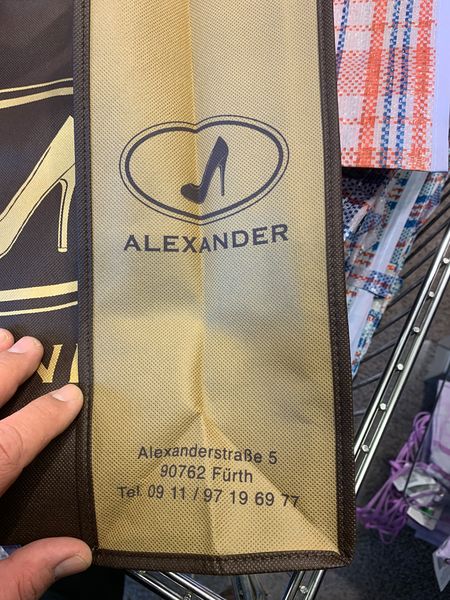 ALEXANDER
Alexanderstraße 5
90762 Fürth
Tel. 09 11 / 97 19 69 77